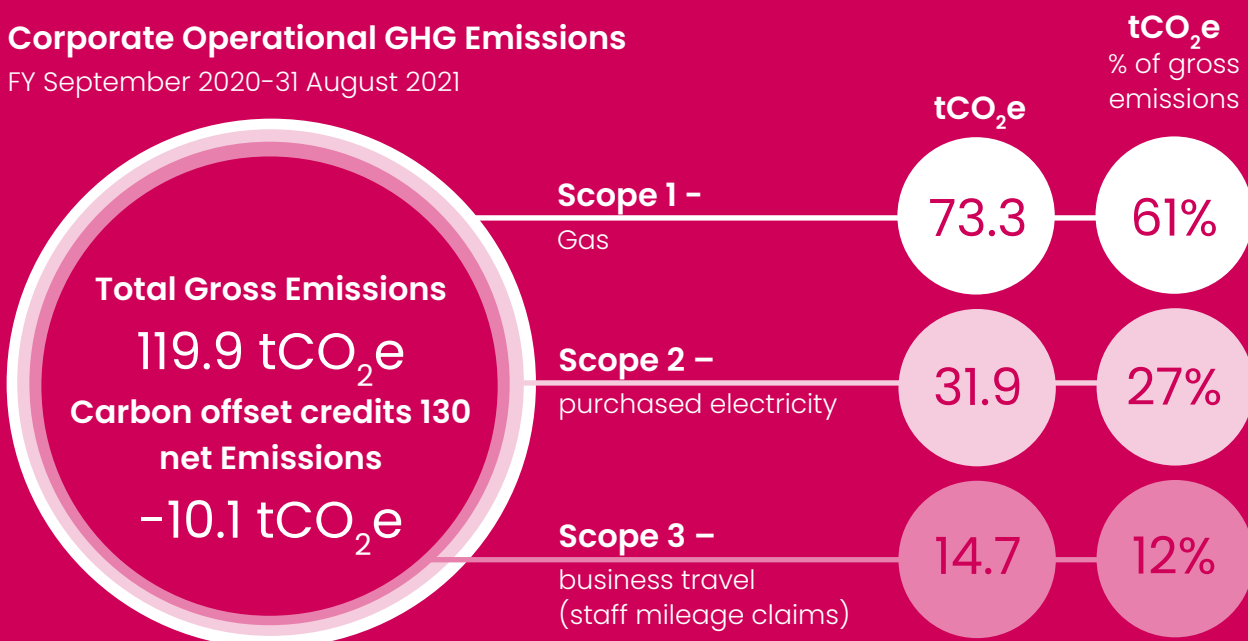 Corporate Operational GHG Emissions
FY September 2020-31 August 2021
tCO₂e
tCO₂e
% of gross
emissions
Total Gross Emissions
119.9 tCO₂e
Carbon offset credits 130
net Emissions
-10.1 tCO₂e
Scope 1 -
Gas
73.3
61%
Scope 2 –
purchased electricity
31.9
27%
Scope 3 –
business travel
(staff mileage claims)
14.7
12%